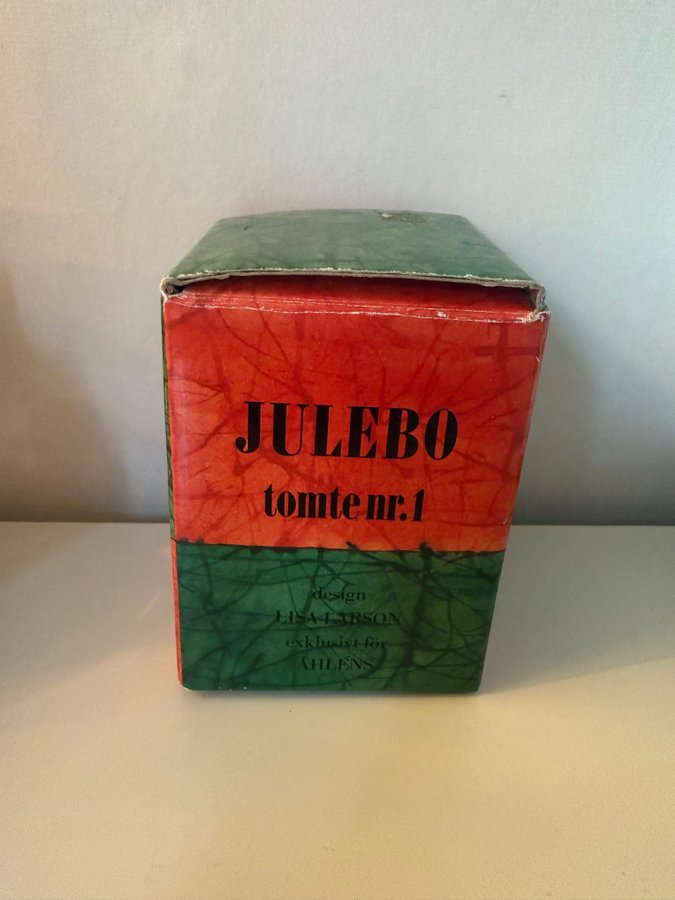 JULEBO
tomte nr.1
design
LISA LARSON
exklusivt för
ÅHLÉNS